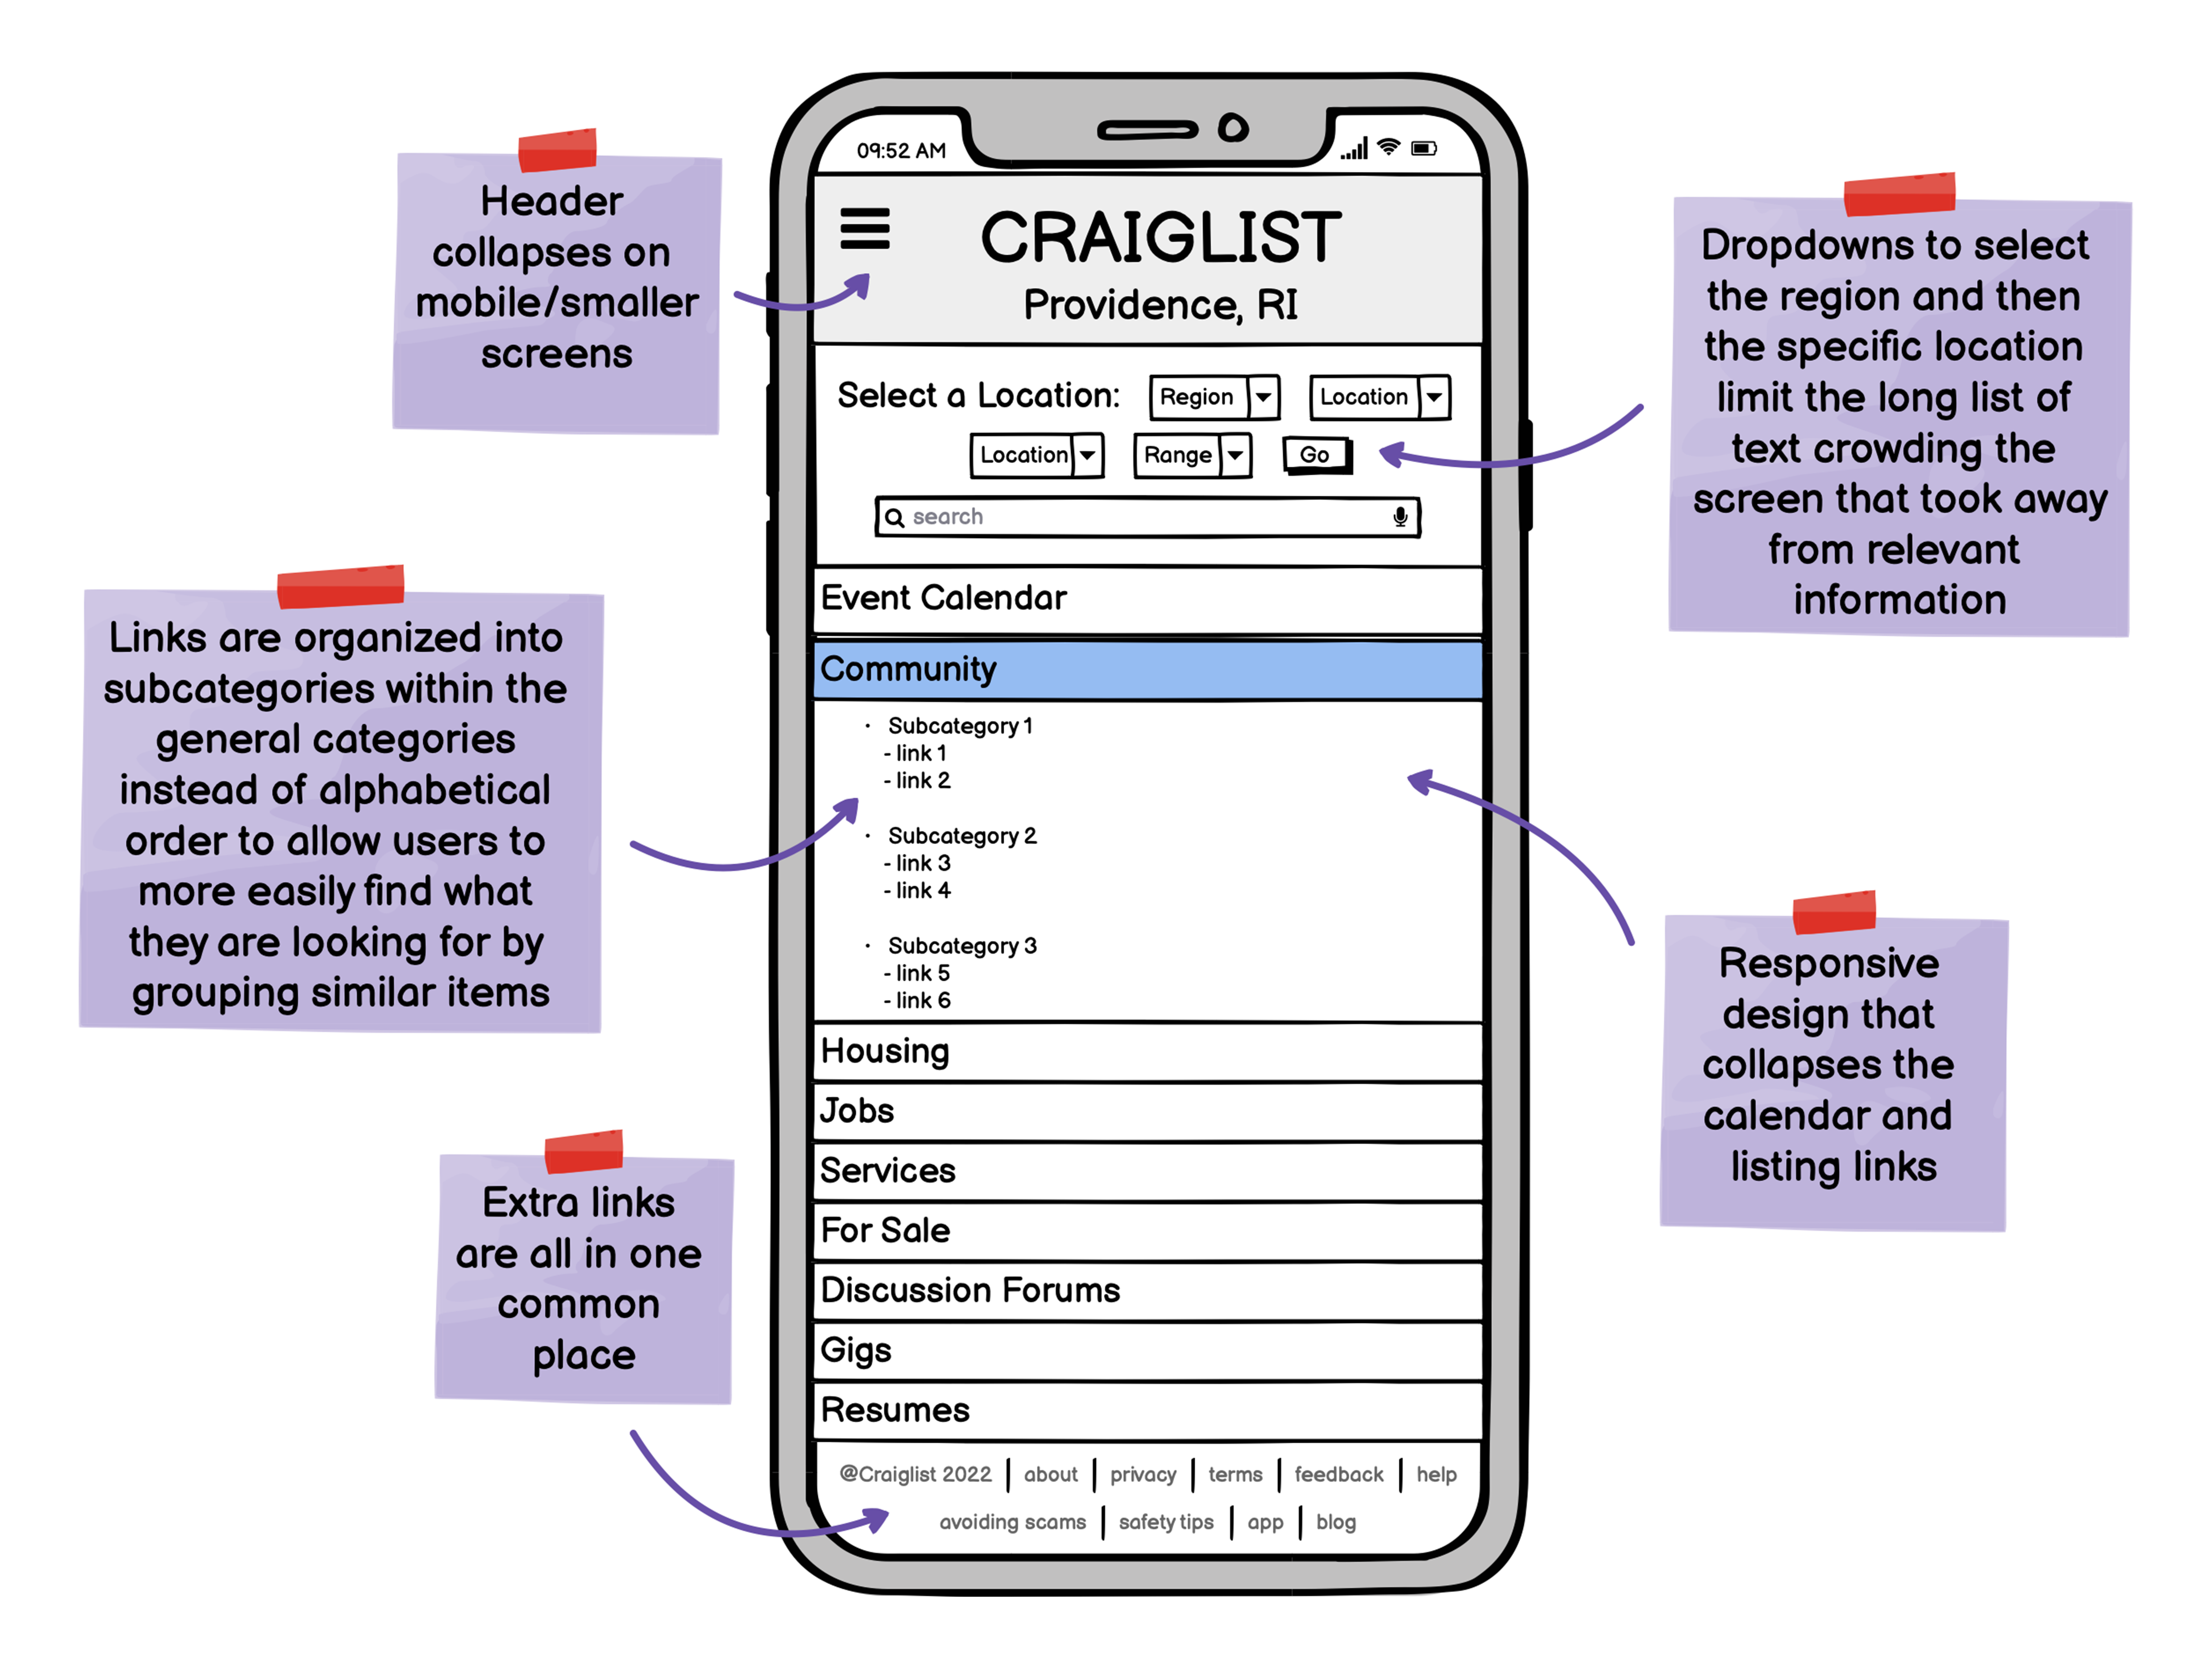 Header
collapses on
mobile/smaller
screens
Links are organized into
subcategories within the
general categories
instead of alphabetical
order to allow users to
more easily find what
they are looking for by
grouping similar items
Extra links
are all in one
common
place
09:52 AM
CRAIGLIST
Providence, RI
Select a Location: Region Location
Location Range Go
search
Event Calendar
Community
· Subcategory 1
- link 1
- link 2
· Subcategory 2
- link 3
- link 4
· Subcategory 3
- link 5
- link 6
Housing
Jobs
Services
For Sale
Discussion Forums
Gigs
Resumes
@Craiglist 2022 | about | privacy | terms | feedback | help
avoiding scams | safety tips | app | blog
Dropdowns to select
the region and then
the specific location
limit the long list of
text crowding the
screen that took away
from relevant
information
Responsive
design that
collapses the
calendar and
listing links